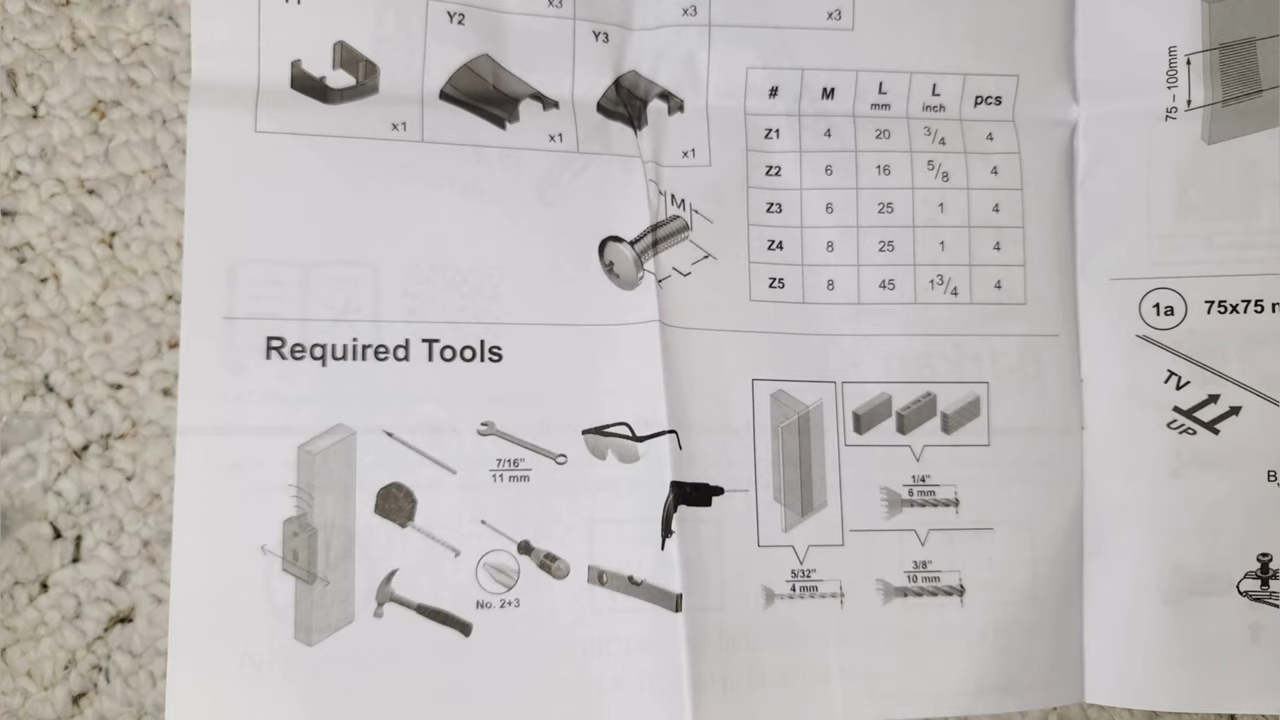 x3
x3
x3
Y2
Y3
x1
x1
x1
# M L mm L inch pcs
Z1 4 20 3/4 4
Z2 6 16 5/8 4
Z3 6 25 1 4
Z4 8 25 1 4
Z5 8 45 1 3/4 4
M
L
Required Tools
7/16"
11 mm
No. 2+3
5/32"
4 mm
1/4"
6 mm
3/8"
10 mm
75 – 100mm
1a 75x75
TV
UP
B